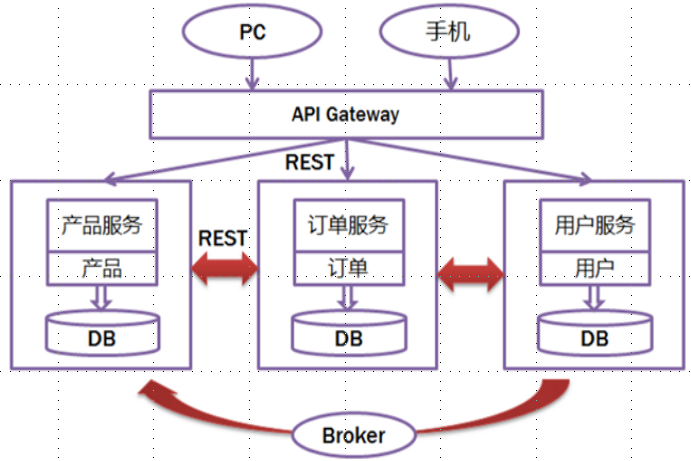 PC
手机
API Gateway
REST
产品服务
订单服务
用户服务
REST
产品
订单
用户
DB
DB
DB
Broker